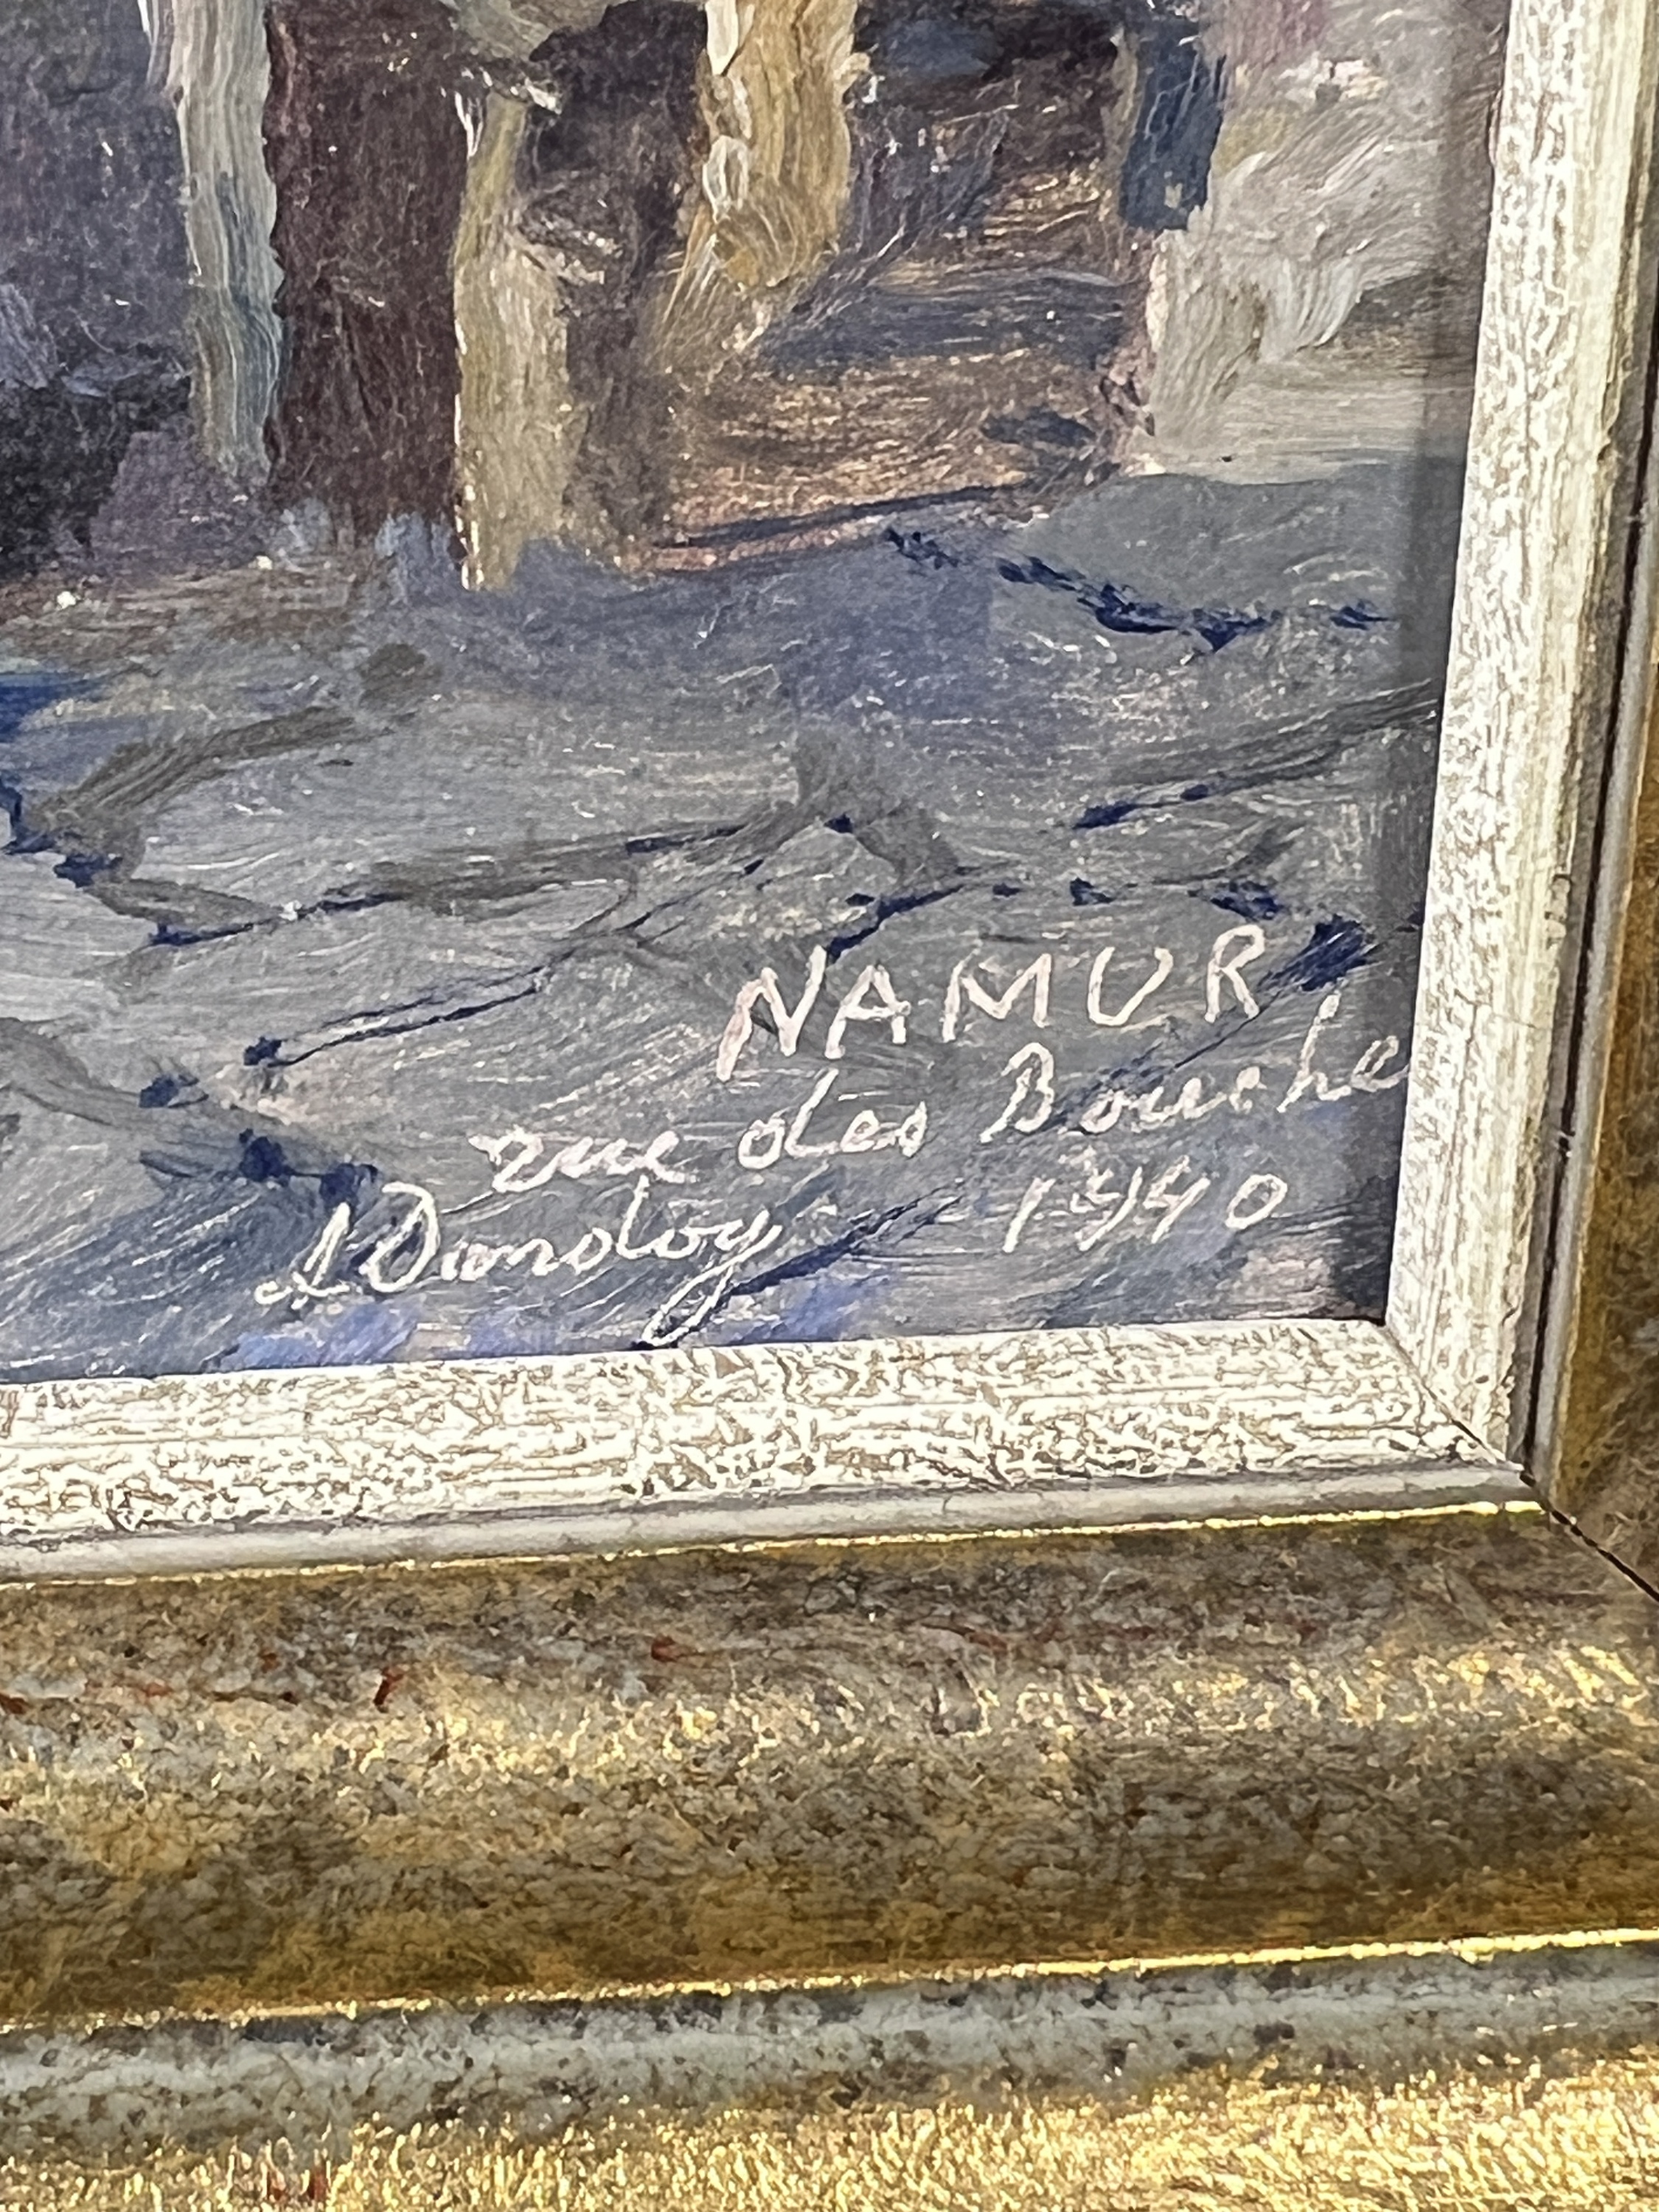 NAMUR
rue des Bouche
A Dandoy 1940